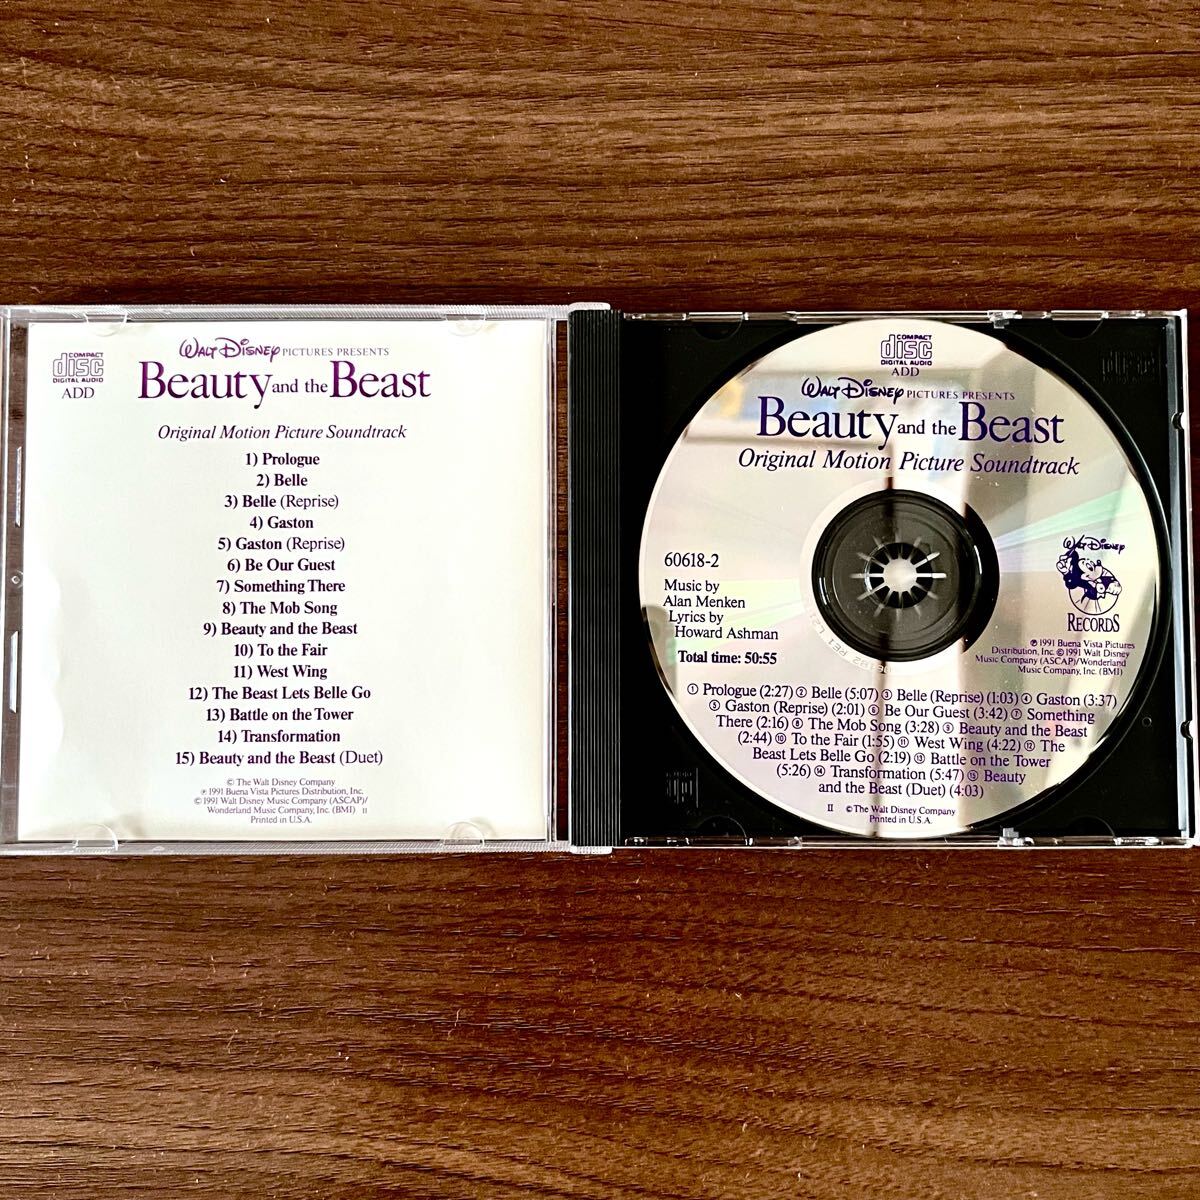 COMPACT
disc
DIGITAL AUDIO
ADD
WALT DISNEY PICTURES PRESENTS
Beauty and the Beast
Original Motion Picture Soundtrack
1) Prologue
2) Belle
3) Belle (Reprise)
4) Gaston
5) Gaston (Reprise)
6) Be Our Guest
7) Something There
8) The Mob Song
9) Beauty and the Beast
10) To the Fair
11) West Wing
12) The Beast Lets Belle Go
13) Battle on the Tower
14) Transformation
15) Beauty and the Beast (Duet)
© The Walt Disney Company
℗ 1991 Buena Vista Pictures Distribution, Inc.
© 1991 Walt Disney Music Company (ASCAP)/
Wonderland Music Company, Inc. (BMI) II
Printed in U.S.A.
COMPACT
disc
DIGITAL AUDIO
ADD
WALT DISNEY PICTURES PRESENTS
Beauty and the Beast
Original Motion Picture Soundtrack
60618-2
Music by
Alan Menken
Lyrics by
Howard Ashman
Total time: 50:55
WALT DISNEY
RECORDS
℗ 1991 Buena Vista Pictures
Distribution, Inc. © 1991 Walt Disney
Music Company (ASCAP)/Wonderland
Music Company, Inc. (BMI)
① Prologue (2:27) ② Belle (5:07) ③ Belle (Reprise) (1:03) ④ Gaston (3:37)
⑤ Gaston (Reprise) (2:01) ⑥ Be Our Guest (3:42) ⑦ Something
There (2:16) ⑧ The Mob Song (3:28) ⑨ Beauty and the Beast
(2:44) ⑩ To the Fair (1:55) ⑪ West Wing (4:22) ⑫ The
Beast Lets Belle Go (2:19) ⑬ Battle on the Tower
(5:26) ⑭ Transformation (5:47) ⑮ Beauty
and the Beast (Duet) (4:03)
II © The Walt Disney Company
Printed in U.S.A.